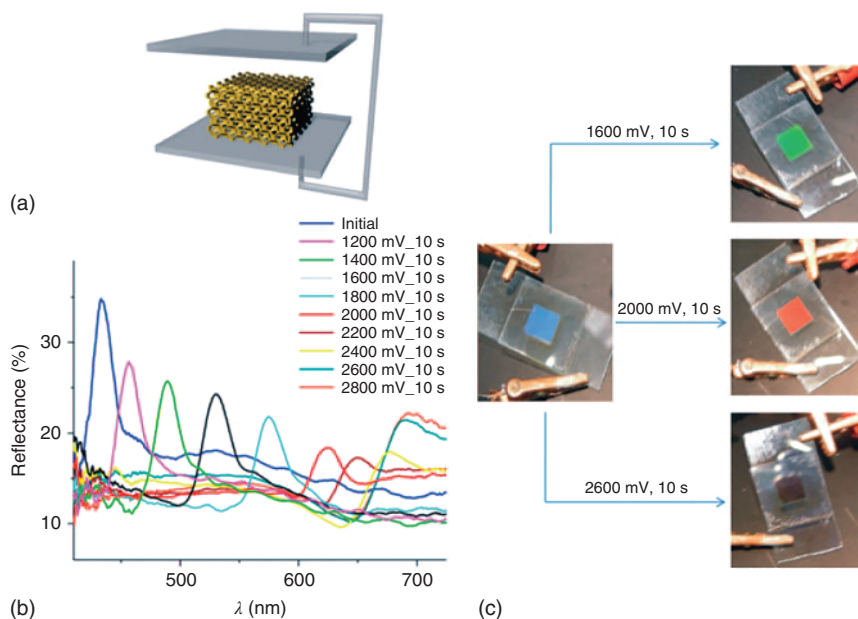 (a)
Initial
1200 mV_10 s
1400 mV_10 s
1600 mV_10 s
1800 mV_10 s
2000 mV_10 s
2200 mV_10 s
2400 mV_10 s
2600 mV_10 s
2800 mV_10 s
Reflectance (%)
30
20
10
500
600
700
λ (nm)
(b)
1600 mV, 10 s
2000 mV, 10 s
2600 mV, 10 s
(c)